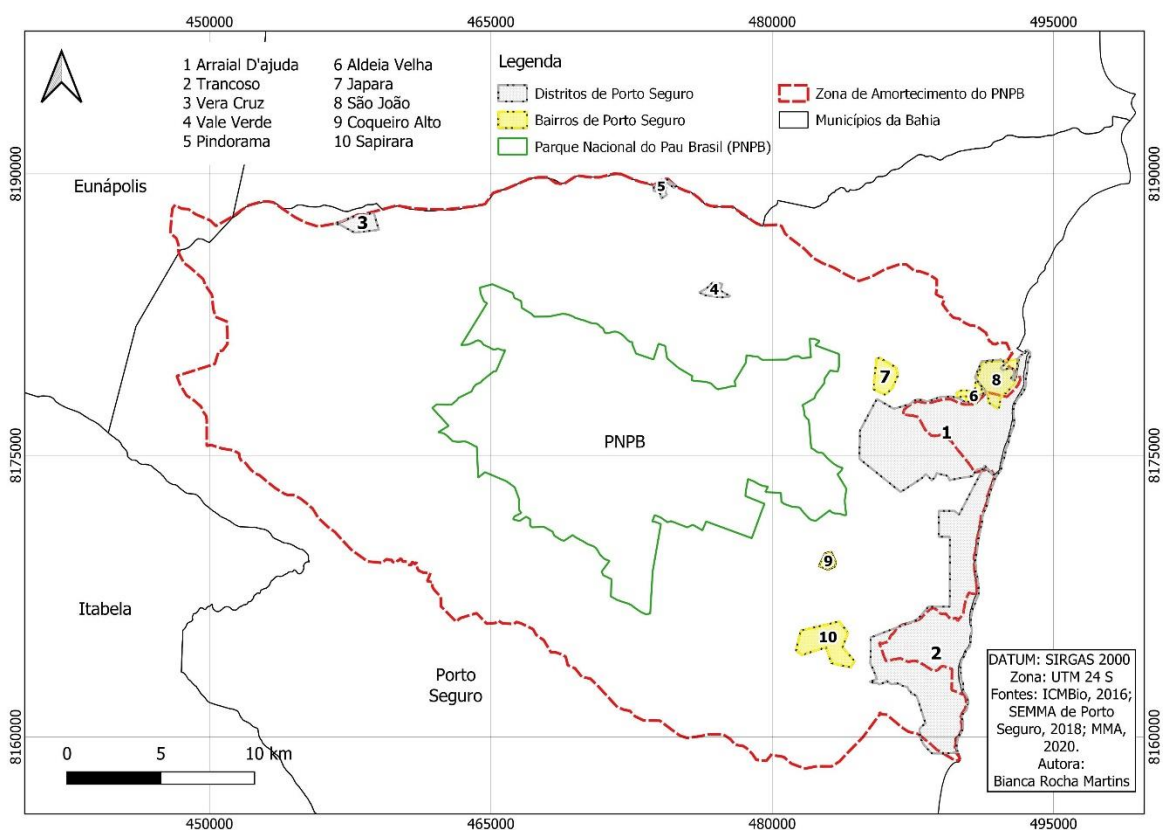 450000
465000
480000
495000
1 Arraial D'ajuda
2 Trancoso
3 Vera Cruz
4 Vale Verde
5 Pindorama
6 Aldeia Velha
7 Japara
8 São João
9 Coqueiro Alto
10 Sapirara
Legenda
Distritos de Porto Seguro
Bairros de Porto Seguro
Parque Nacional do Pau Brasil (PNPB)
Zona de Amortecimento do PNPB
Municípios da Bahia
8190000
8190000
Eunápolis
5
3
4
7
8
6
1
PNPB
8175000
8175000
9
Itabela
10
2
Porto
Seguro
8160000
8160000
0 5 10 km
DATUM: SIRGAS 2000
Zona: UTM 24 S
Fontes: ICMBio, 2016;
SEMMA de Porto
Seguro, 2018; MMA,
2020.
Autora:
Bianca Rocha Martins
450000
465000
480000
495000